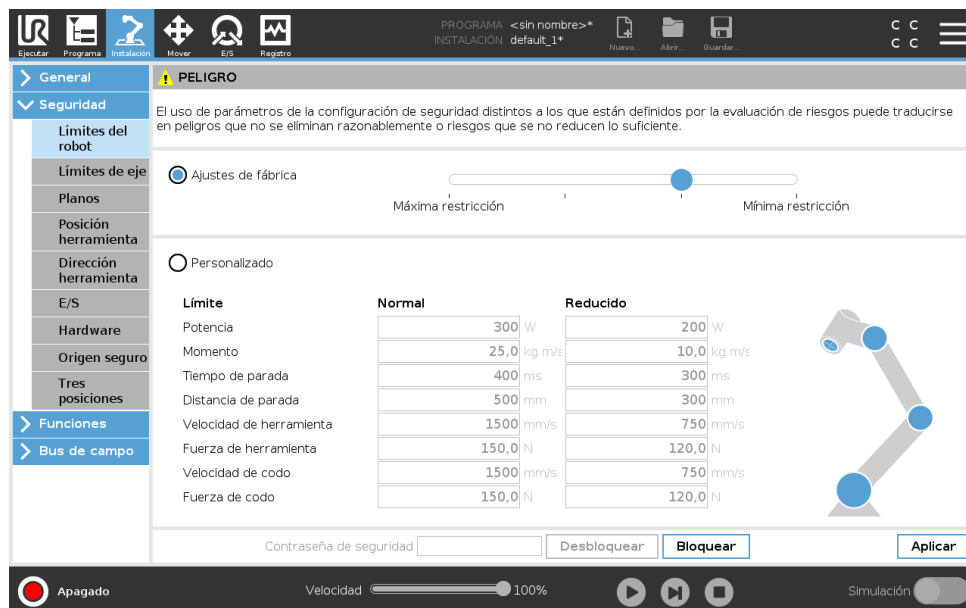 PROGRAMA <sin nombre>*
INSTALACIÓN default_1*
Ejecutar Programa Instalación Mover E/S Registro Nuevo... Abrir... Guardar...
C C
C C
General
Seguridad
Límites del
robot
Límites de eje
Planos
Posición
herramienta
Dirección
herramienta
E/S
Hardware
Origen seguro
Tres
posiciones
Funciones
Bus de campo
PELIGRO
El uso de parámetros de la configuración de seguridad distintos a los que están definidos por la evaluación de riesgos puede traducirse
en peligros que no se eliminan razonablemente o riesgos que se no reducen lo suficiente.
Ajustes de fábrica
Máxima restricción Mínima restricción
Personalizado
Límite Normal Reducido
Potencia 300 W 200 W
Momento 25,0 kg m/s 10,0 kg m/s
Tiempo de parada 400 ms 300 ms
Distancia de parada 500 mm 300 mm
Velocidad de herramienta 1500 mm/s 750 mm/s
Fuerza de herramienta 150,0 N 120,0 N
Velocidad de codo 1500 mm/s 750 mm/s
Fuerza de codo 150,0 N 120,0 N
Contraseña de seguridad Desbloquear Bloquear Aplicar
Apagado Velocidad 100% Simulación